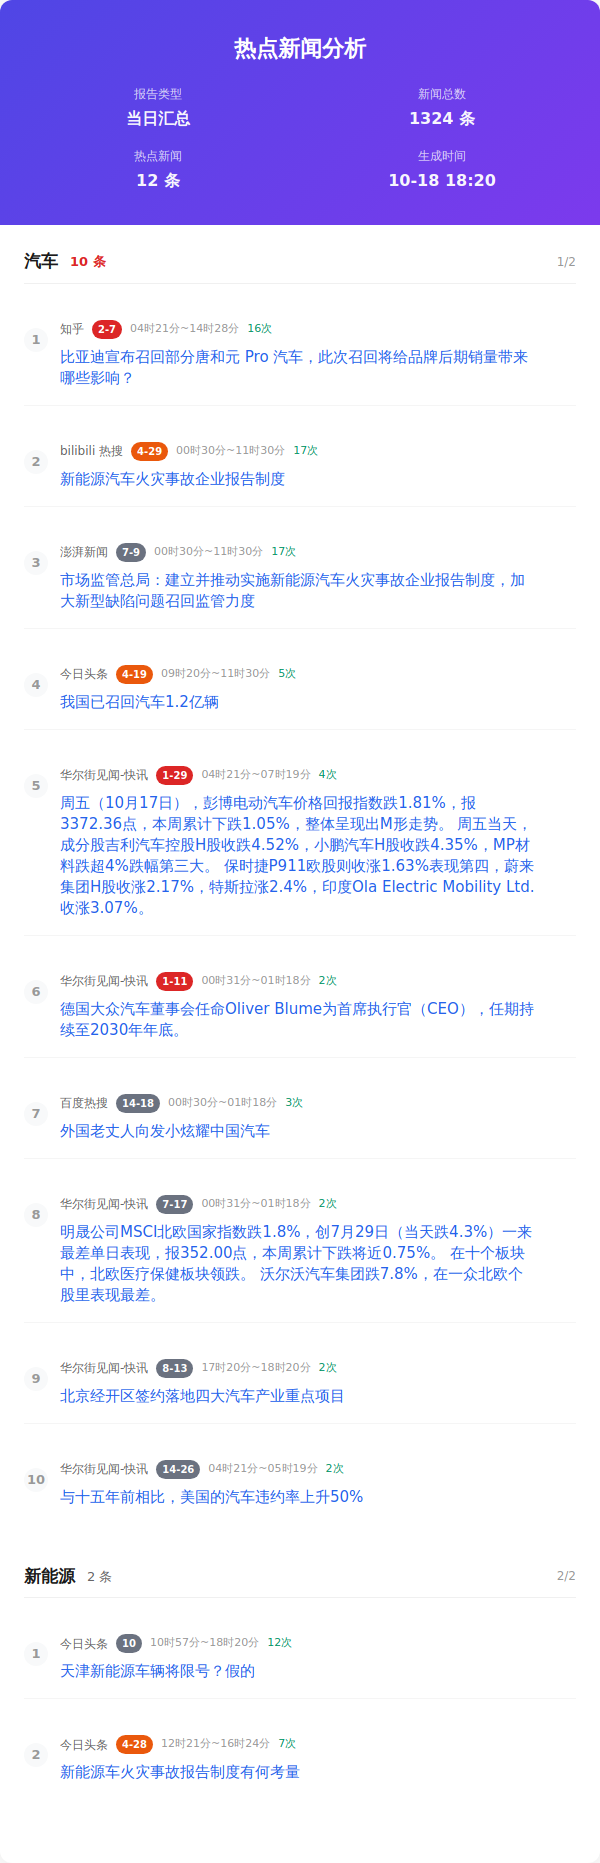 热点新闻分析
报告类型
新闻总数
当日汇总
1324 条
热点新闻
生成时间
12 条
10-18 18:20
汽车 10 条 1/2
1
知乎 2-7 04时21分~14时28分 16次
比亚迪宣布召回部分唐和元 Pro 汽车，此次召回将给品牌后期销量带来
哪些影响？
2
bilibili 热搜 4-29 00时30分~11时30分 17次
新能源汽车火灾事故企业报告制度
3
澎湃新闻 7-9 00时30分~11时30分 17次
市场监管总局：建立并推动实施新能源汽车火灾事故企业报告制度，加
大新型缺陷问题召回监管力度
4
今日头条 4-19 09时20分~11时30分 5次
我国已召回汽车1.2亿辆
5
华尔街见闻-快讯 1-29 04时21分~07时19分 4次
周五（10月17日），彭博电动汽车价格回报指数跌1.81%，报
3372.36点，本周累计下跌1.05%，整体呈现出M形走势。 周五当天，
成分股吉利汽车控股H股收跌4.52%，小鹏汽车H股收跌4.35%，MP材
料跌超4%跌幅第三大。 保时捷P911欧股则收涨1.63%表现第四，蔚来
集团H股收涨2.17%，特斯拉涨2.4%，印度Ola Electric Mobility Ltd.
收涨3.07%。
6
华尔街见闻-快讯 1-11 00时31分~01时18分 2次
德国大众汽车董事会任命Oliver Blume为首席执行官（CEO），任期持
续至2030年年底。
7
百度热搜 14-18 00时30分~01时18分 3次
外国老丈人向发小炫耀中国汽车
8
华尔街见闻-快讯 7-17 00时31分~01时18分 2次
明晟公司MSCI北欧国家指数跌1.8%，创7月29日（当天跌4.3%）一来
最差单日表现，报352.00点，本周累计下跌将近0.75%。 在十个板块
中，北欧医疗保健板块领跌。 沃尔沃汽车集团跌7.8%，在一众北欧个
股里表现最差。
9
华尔街见闻-快讯 8-13 17时20分~18时20分 2次
北京经开区签约落地四大汽车产业重点项目
10
华尔街见闻-快讯 14-26 04时21分~05时19分 2次
与十五年前相比，美国的汽车违约率上升50%
新能源 2 条 2/2
1
今日头条 10 10时57分~18时20分 12次
天津新能源车辆将限号？假的
2
今日头条 4-28 12时21分~16时24分 7次
新能源车火灾事故报告制度有何考量